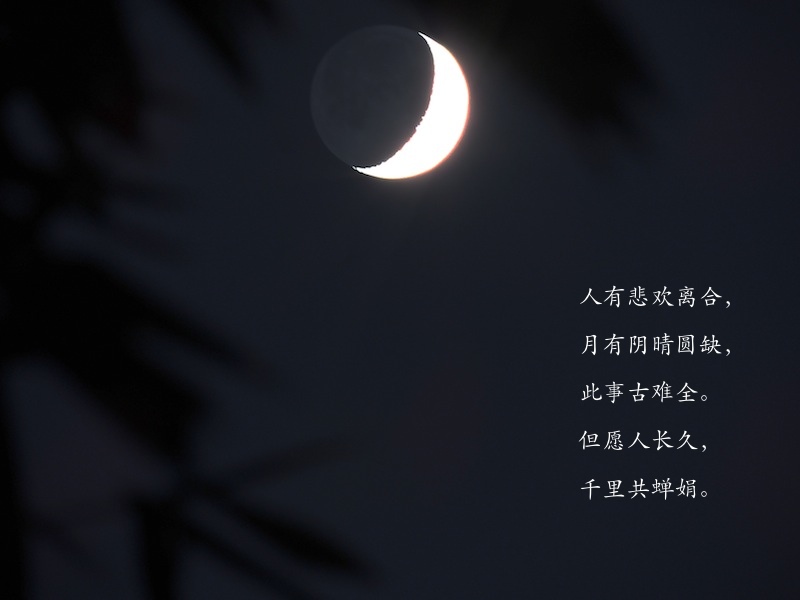 人有悲欢离合，
月有阴晴圆缺，
此事古难全。
但愿人长久，
千里共蝉娟。